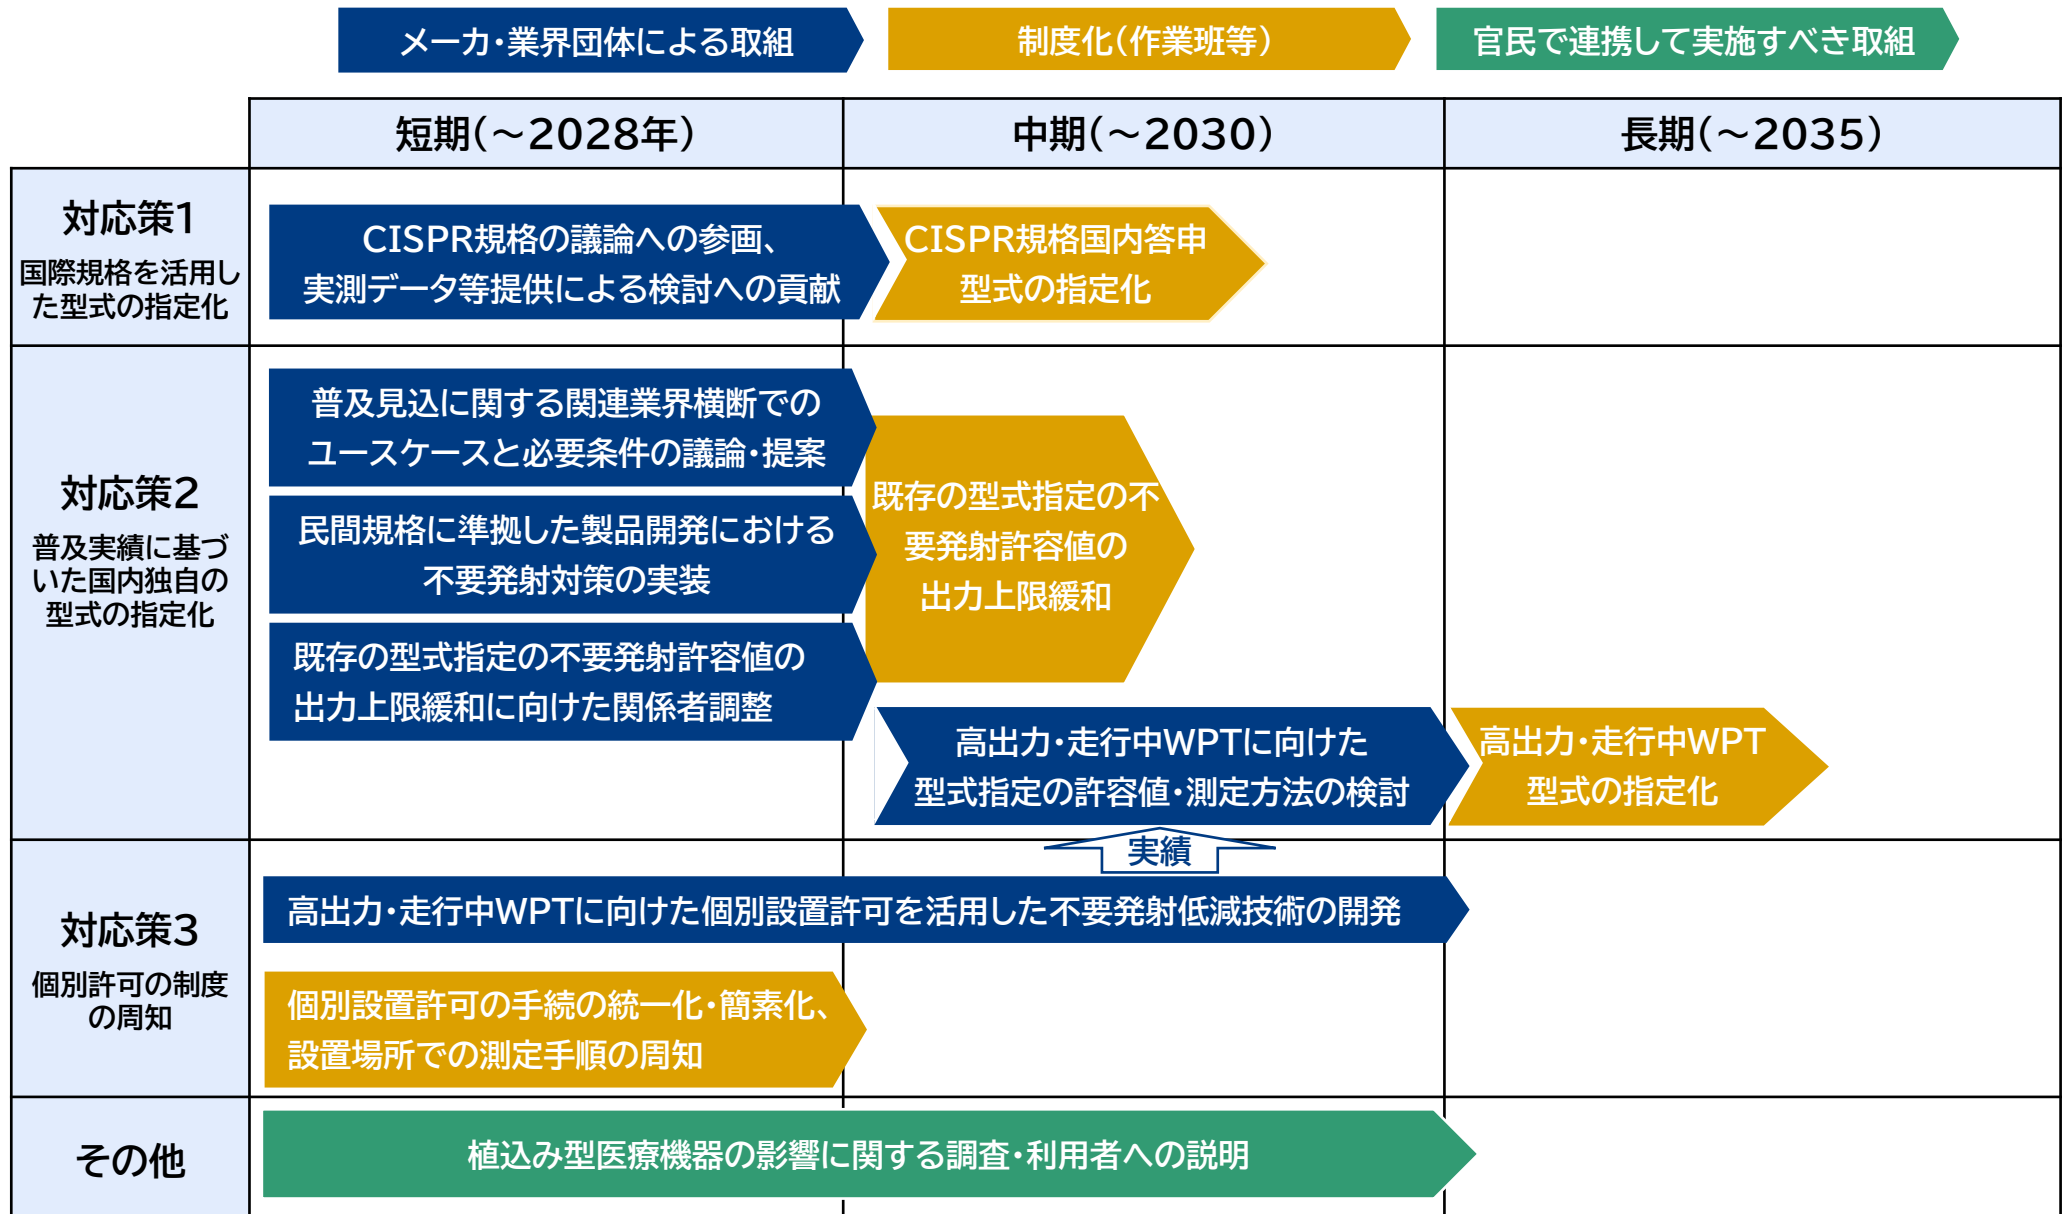 メーカ・業界団体による取組
制度化(作業班等)
官民で連携して実施すべき取組
短期(～2028年)
中期(～2030)
長期(～2035)
対応策1
国際規格を活用し
た型式の指定化
CISPR規格の議論への参画、
実測データ等提供による検討への貢献
CISPR規格国内答申
型式の指定化
対応策2
普及実績に基づ
いた国内独自の
型式の指定化
普及見込に関する関連業界横断での
ユースケースと必要条件の議論・提案
民間規格に準拠した製品開発における
不要発射対策の実装
既存の型式指定の不要発射許容値の
出力上限緩和に向けた関係者調整
既存の型式指定の不
要発射許容値の
出力上限緩和
高出力・走行中WPTに向けた
型式指定の許容値・測定方法の検討
高出力・走行中WPT
型式の指定化
実績
対応策3
個別許可の制度
の周知
高出力・走行中WPTに向けた個別設置許可を活用した不要発射低減技術の開発
個別設置許可の手続の統一化・簡素化、
設置場所での測定手順の周知
その他
植込み型医療機器の影響に関する調査・利用者への説明